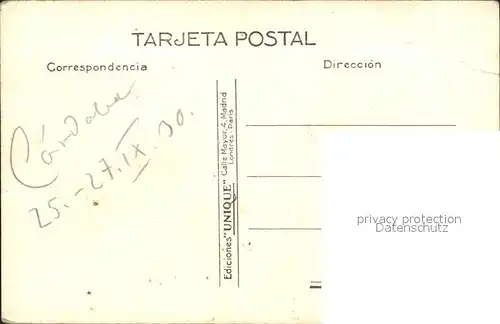 TARJETA POSTAL
Correspondencia
Dirección
Córdoba
25.-27.IX.30.
Ediciones "UNIQUE" Calle Mayor, 4, Madrid
Londres-Paris
privacy protection
Datenschutz